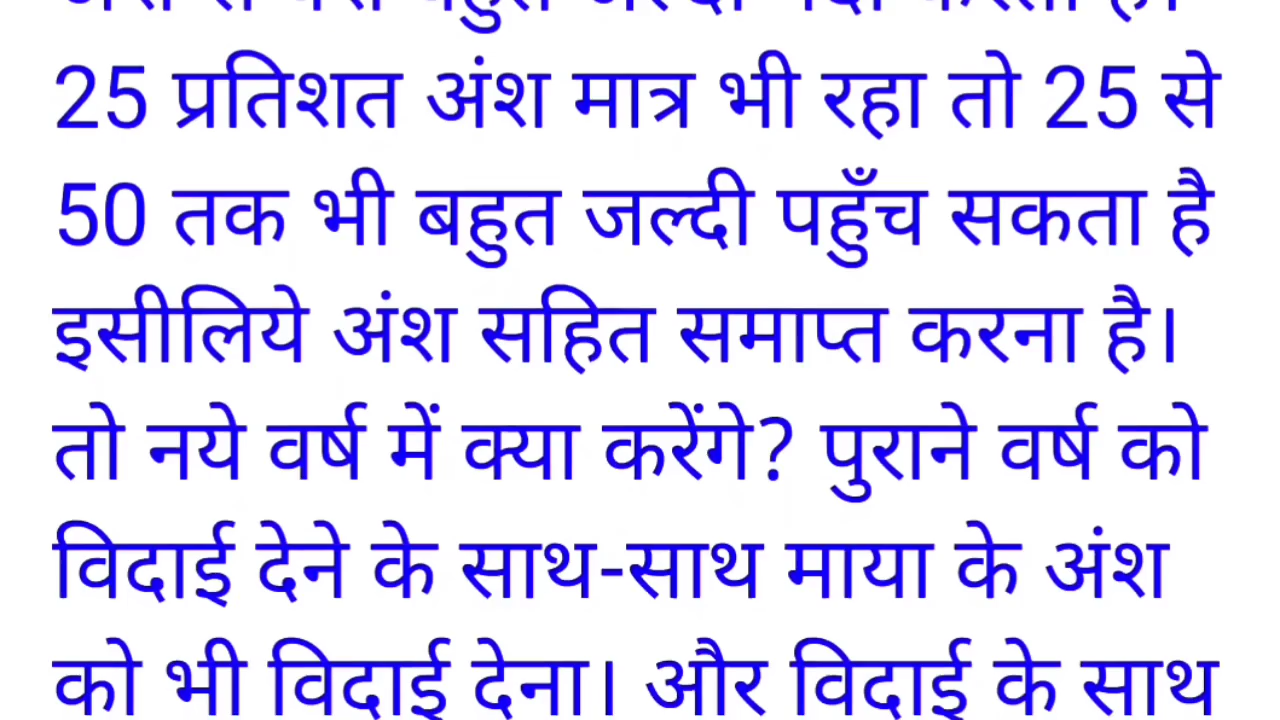 25 प्रतिशत अंश मात्र भी रहा तो 25 से
50 तक भी बहुत जल्दी पहुँच सकता है
इसीलिये अंश सहित समाप्त करना है।
तो नये वर्ष में क्या करेंगे? पुराने वर्ष को
विदाई देने के साथ-साथ माया के अंश
को भी विदाई देना। और विदाई के साथ